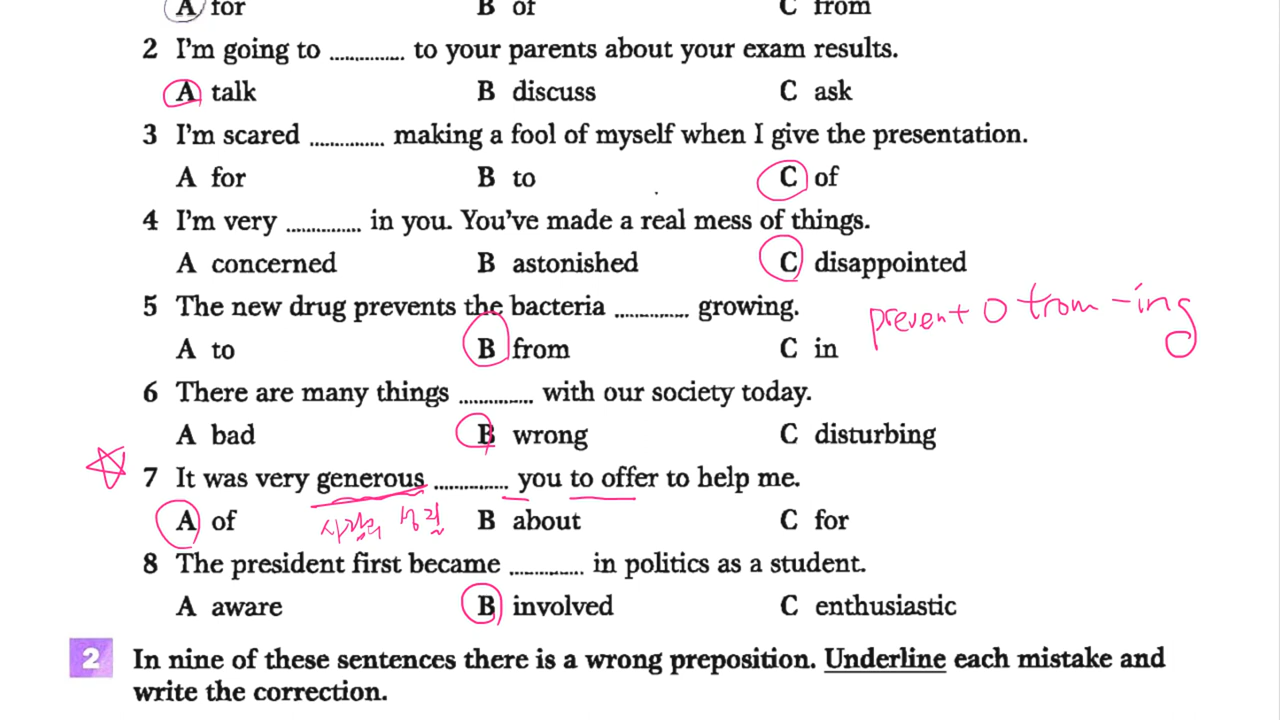 A for B of C from
2 I'm going to .............. to your parents about your exam results.
A talk B discuss C ask
3 I'm scared .............. making a fool of myself when I give the presentation.
A for B to C of
4 I'm very .............. in you. You've made a real mess of things.
A concerned B astonished C disappointed
5 The new drug prevents the bacteria .............. growing.
prevent O from -ing
A to B from C in
6 There are many things .............. with our society today.
A bad B wrong C disturbing
7 It was very generous .............. you to offer to help me.
A of B about C for
사람의 성질
8 The president first became .............. in politics as a student.
A aware B involved C enthusiastic
2 In nine of these sentences there is a wrong preposition. Underline each mistake and
write the correction.